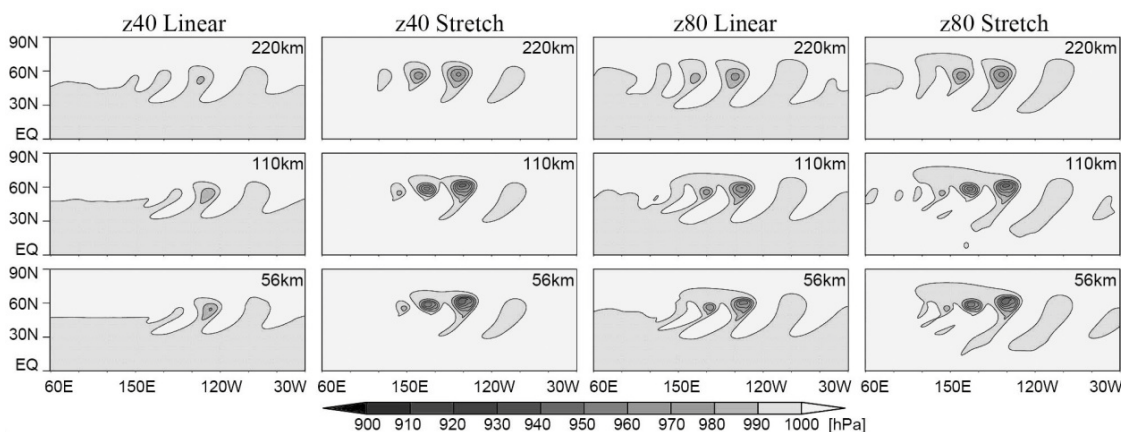 z40 Linear z40 Stretch z80 Linear z80 Stretch
90N 220km 220km 220km 220km
60N
30N
EQ
90N 110km 110km 110km 110km
60N
30N
EQ
90N 56km 56km 56km 56km
60N
30N
EQ
60E 150E 120W 30W 60E 150E 120W 30W 60E 150E 120W 30W 60E 150E 120W 30W
900 910 920 930 940 950 960 970 980 990 1000 [hPa]